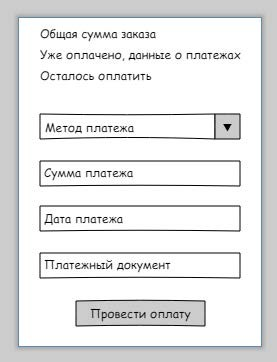 Общая сумма заказа
Уже оплачено, данные о платежах
Осталось оплатить
Метод платежа
Сумма платежа
Дата платежа
Платежный документ
Провести оплату